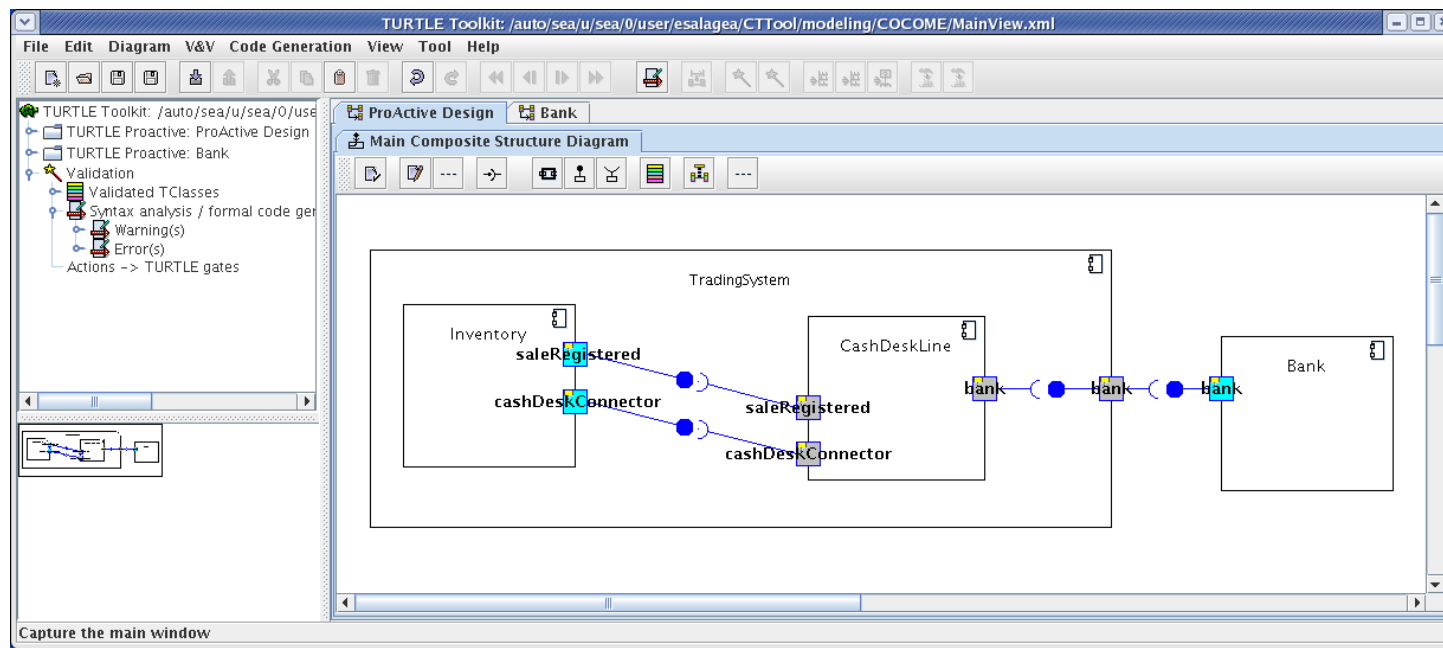 TURTLE Toolkit: /auto/sea/u/sea/0/user/esalagea/CTTool/modeling/COCOME/MainView.xml
File Edit Diagram V&V Code Generation View Tool Help
TURTLE Toolkit: /auto/sea/u/sea/0/use
TURTLE Proactive: ProActive Design
TURTLE Proactive: Bank
Validation
Validated TClasses
Syntax analysis / formal code ger
Warning(s)
Error(s)
Actions -> TURTLE gates
ProActive Design Bank
Main Composite Structure Diagram
--- ---
TradingSystem
Inventory
saleRegistered
cashDeskConnector
CashDeskLine
saleRegistered
cashDeskConnector
bank
bank
Bank
bank
Capture the main window